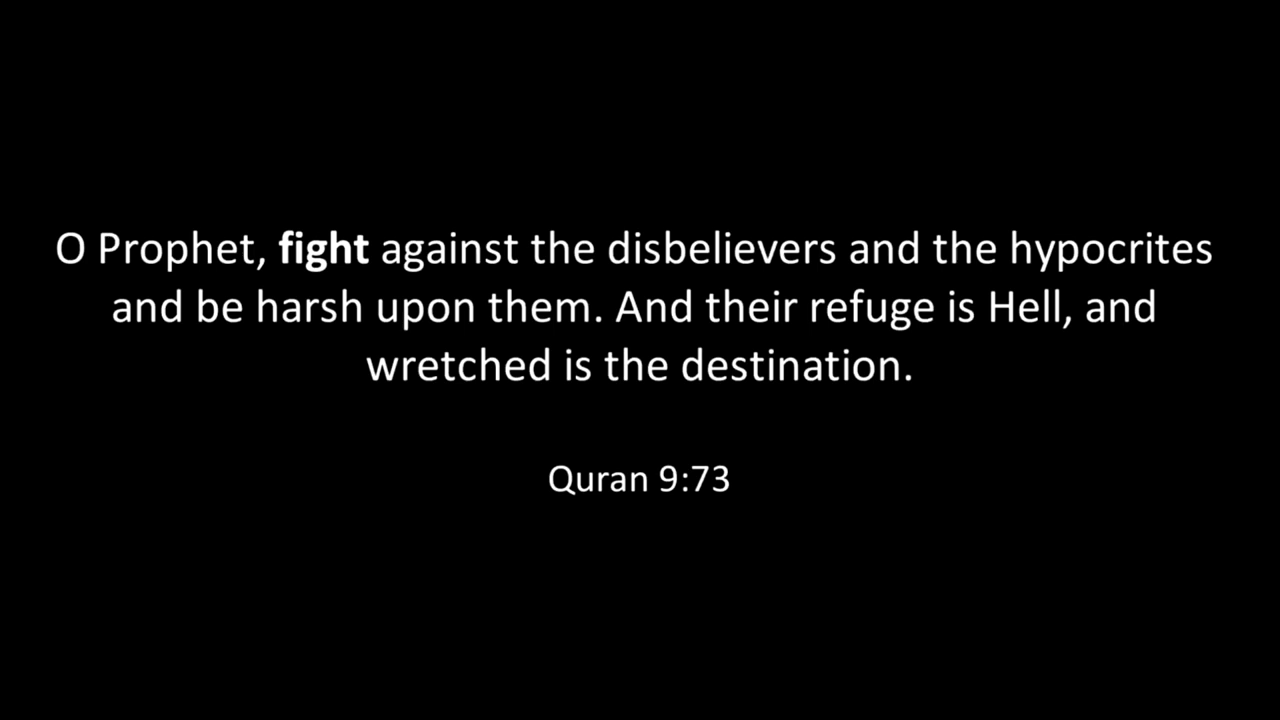 O Prophet, fight against the disbelievers and the hypocrites
and be harsh upon them. And their refuge is Hell, and
wretched is the destination.
Quran 9:73